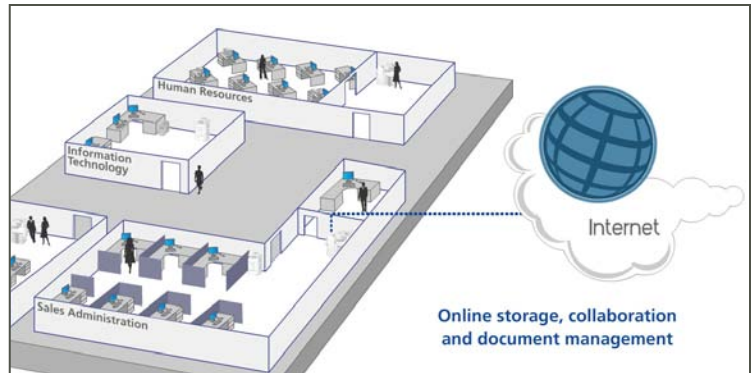 Human Resources
Information
Technology
Internet
Sales Administration
Online storage, collaboration
and document management